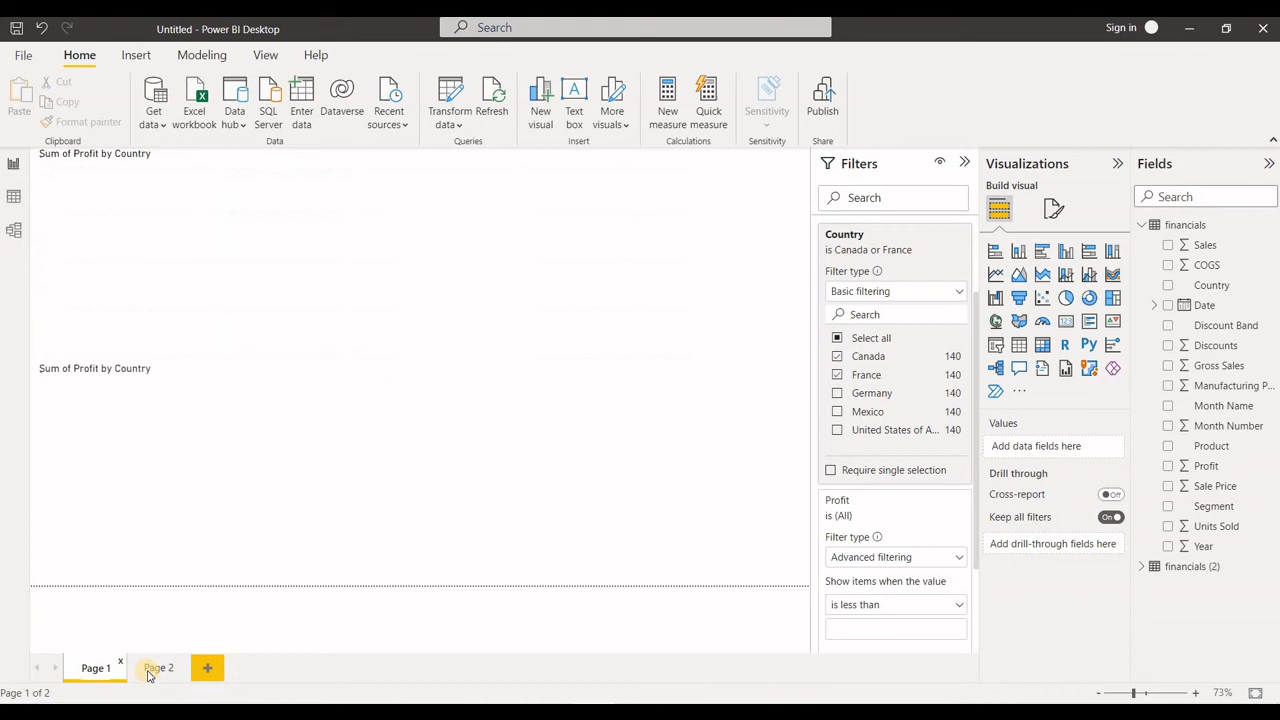 Untitled - Power BI Desktop
Search
Sign in
File
Home
Insert
Modeling
View
Help
Paste
Cut
Copy
Format painter
Clipboard
Get data
Excel workbook
Data hub
SQL Server
Enter data
Dataverse
Recent sources
Data
Transform data
Refresh
Queries
New visual
Text box
More visuals
Insert
New measure
Quick measure
Calculations
Sensitivity
Sensitivity
Publish
Share
Sum of Profit by Country
Sum of Profit by Country
Filters
Search
Country
is Canada or France
Filter type
Basic filtering
Search
Select all
Canada 140
France 140
Germany 140
Mexico 140
United States of A... 140
Require single selection
Profit
is (All)
Filter type
Advanced filtering
Show items when the value
is less than
Visualizations
Build visual
R
Py
123
...
Values
Add data fields here
Drill through
Cross-report Off
Keep all filters On
Add drill-through fields here
Fields
Search
financials
Sales
COGS
Country
Date
Discount Band
Discounts
Gross Sales
Manufacturing P...
Month Name
Month Number
Product
Profit
Sale Price
Segment
Units Sold
Year
financials (2)
Page 1
Page 2
Page 1 of 2
73%